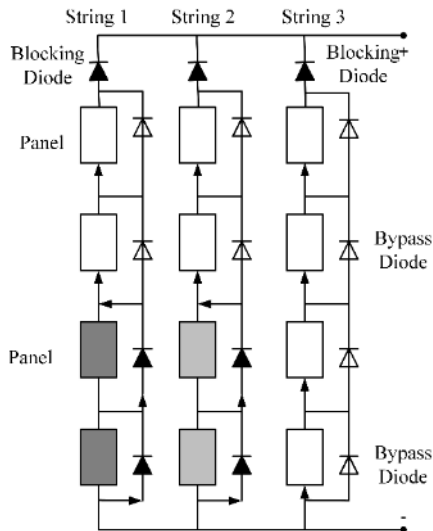 String 1 String 2 String 3
Blocking
Diode
Blocking+
Diode
Panel
Bypass
Diode
Panel
Bypass
Diode
-